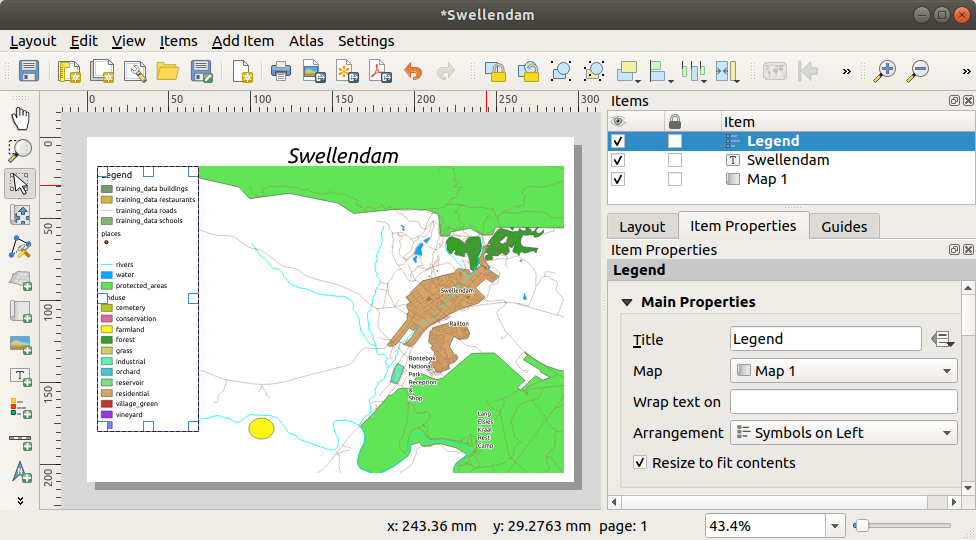 *Swellendam
Layout Edit View Items Add Item Atlas Settings
» »
0 50 100 150 200 250 300
0 50 100 150 200
Swellendam
Legend
training_data buildings
training_data restaurants
training_data roads
training_data schools
places
rivers
water
protected_areas
nduse
cemetery
conservation
farmland
forest
grass
industrial
orchard
reservoir
residential
village_green
vineyard
Swellendam
Railton
Bontebok
National
Park
Reception
&
Shop
Lang
Elsies
Kraal
Rest
Camp
Items
Item
Legend
Swellendam
Map 1
Layout Item Properties Guides
Item Properties
Legend
Main Properties
Title Legend
Map Map 1
Wrap text on
Arrangement Symbols on Left
Resize to fit contents
x: 243.36 mm y: 29.2763 mm page: 1 43.4%